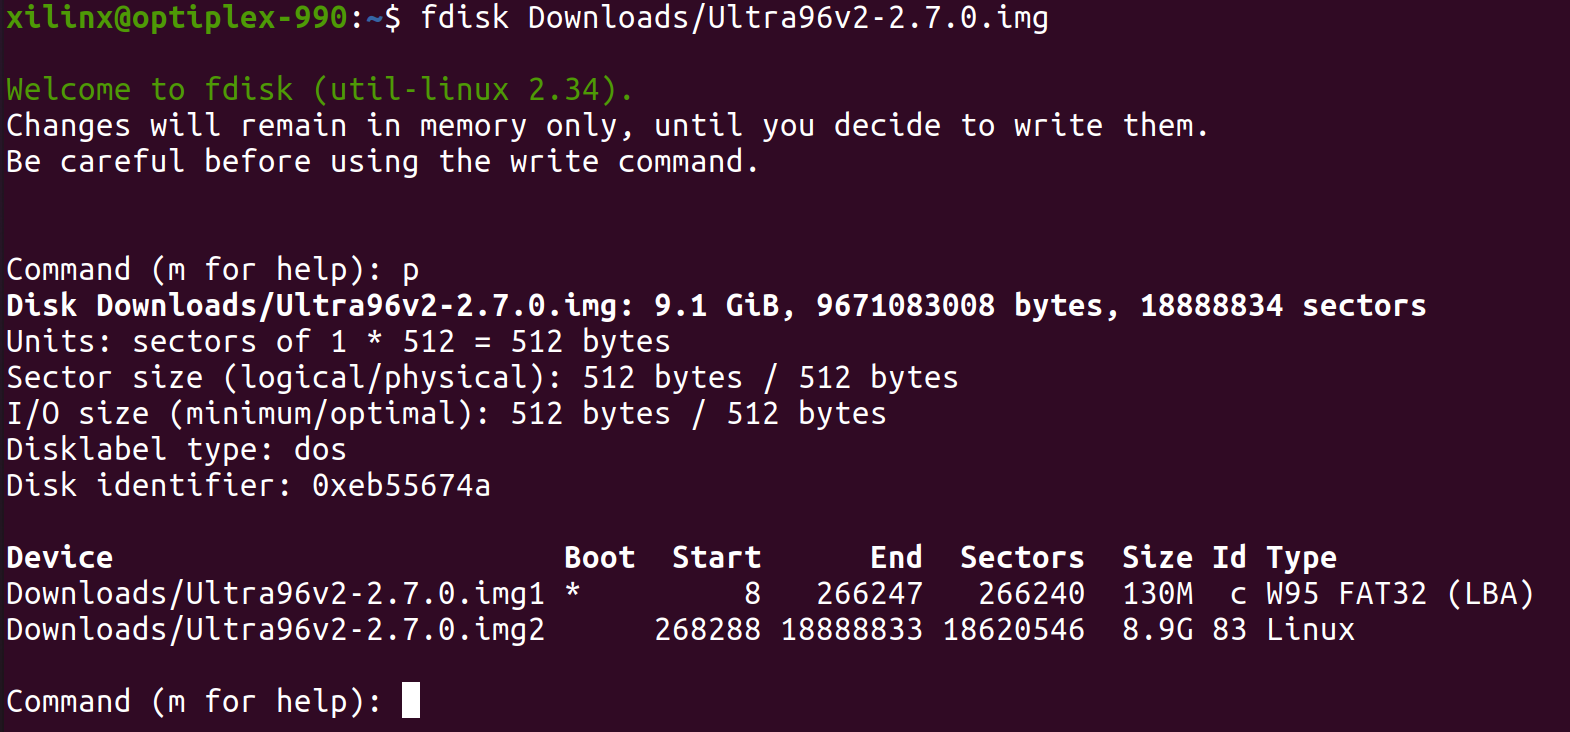 xilinx@optiplex-990:~$ fdisk Downloads/Ultra96v2-2.7.0.img
Welcome to fdisk (util-linux 2.34).
Changes will remain in memory only, until you decide to write them.
Be careful before using the write command.
Command (m for help): p
Disk Downloads/Ultra96v2-2.7.0.img: 9.1 GiB, 9671083008 bytes, 18888834 sectors
Units: sectors of 1 * 512 = 512 bytes
Sector size (logical/physical): 512 bytes / 512 bytes
I/O size (minimum/optimal): 512 bytes / 512 bytes
Disklabel type: dos
Disk identifier: 0xeb55674a
Device                         Boot  Start      End  Sectors  Size Id Type
Downloads/Ultra96v2-2.7.0.img1 *         8   266247   266240  130M  c W95 FAT32 (LBA)
Downloads/Ultra96v2-2.7.0.img2      268288 18888833 18620546  8.9G 83 Linux
Command (m for help):